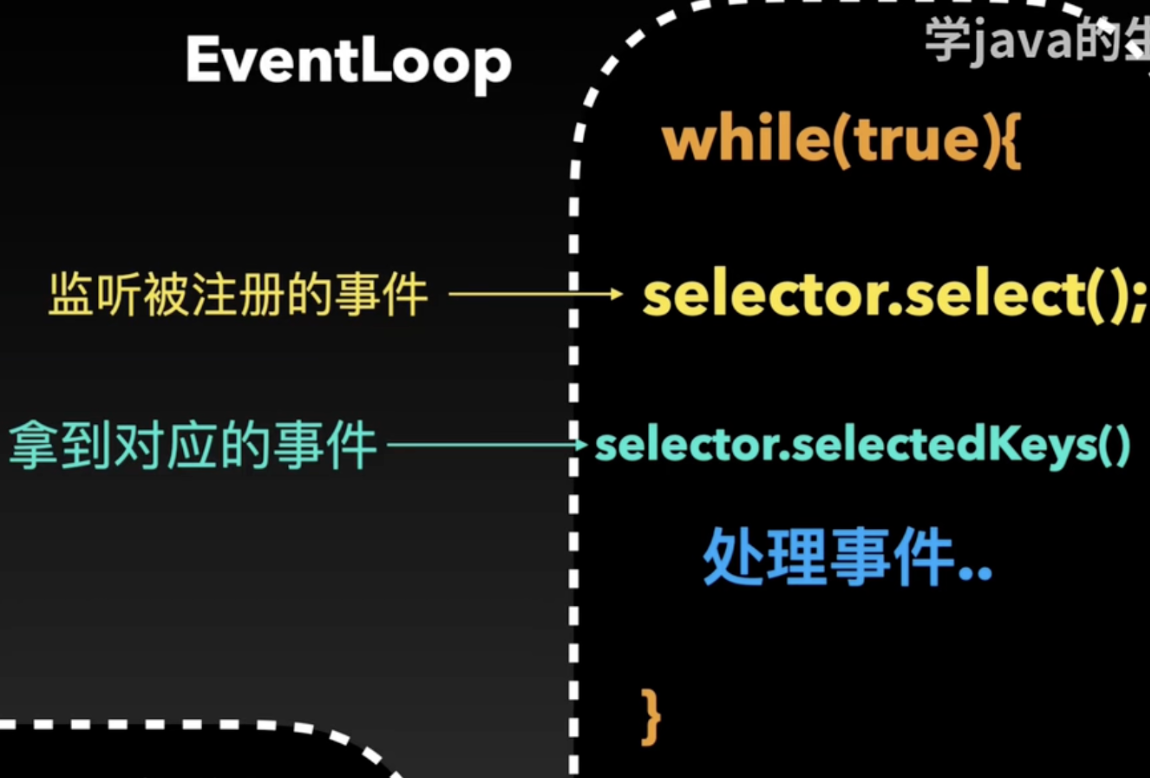 EventLoop
学java的生
while(true){
监听被注册的事件
selector.select();
拿到对应的事件
selector.selectedKeys()
处理事件..
}